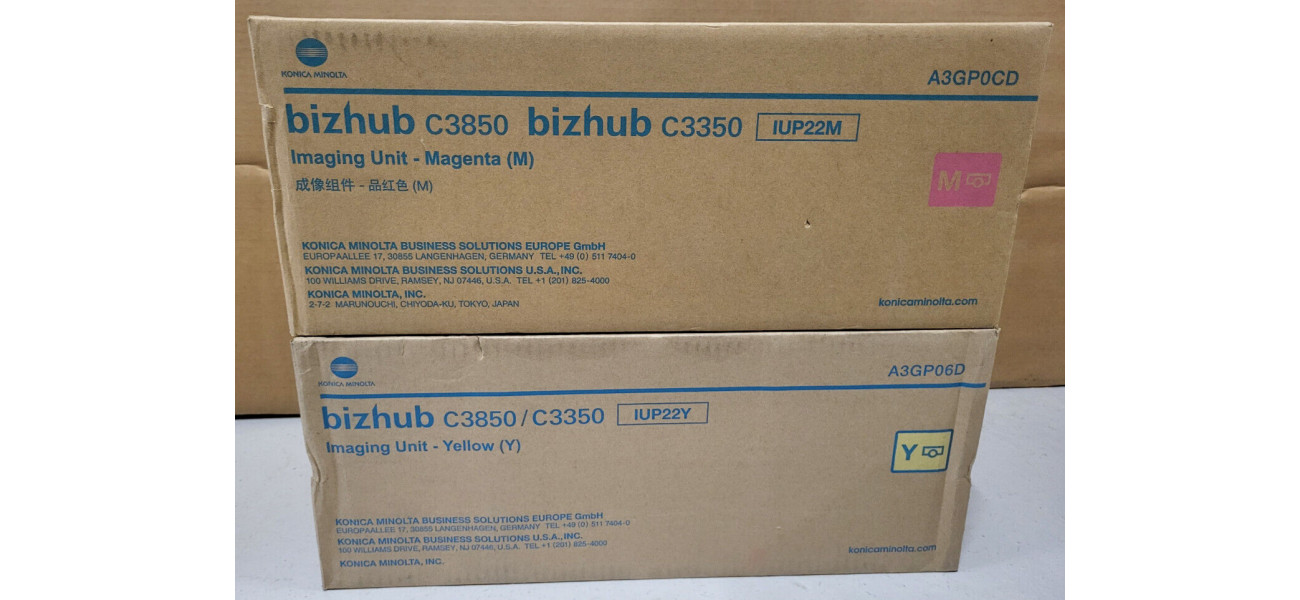 KONICA MINOLTA
A3GP0CD
bizhub C3850 bizhub C3350 IUP22M
Imaging Unit - Magenta (M)
成像组件 - 品红色 (M)
M
KONICA MINOLTA BUSINESS SOLUTIONS EUROPE GmbH
EUROPAALLEE 17, 30855 LANGENHAGEN, GERMANY TEL +49 (0) 511 7404-0
KONICA MINOLTA BUSINESS SOLUTIONS U.S.A., INC.
100 WILLIAMS DRIVE, RAMSEY, NJ 07446, U.S.A. TEL +1 (201) 825-4000
KONICA MINOLTA, INC.
2-7-2 MARUNOUCHI, CHIYODA-KU, TOKYO, JAPAN
konicaminolta.com
KONICA MINOLTA
A3GP06D
bizhub C3850/C3350 IUP22Y
Imaging Unit - Yellow (Y)
Y
KONICA MINOLTA BUSINESS SOLUTIONS EUROPE GmbH
EUROPAALLEE 17, 30855 LANGENHAGEN, GERMANY TEL +49 (0) 511 7404-0
KONICA MINOLTA BUSINESS SOLUTIONS U.S.A., INC.
100 WILLIAMS DRIVE, RAMSEY, NJ 07446, U.S.A. TEL +1 (201) 825-4000
KONICA MINOLTA, INC.
konicaminolta.com